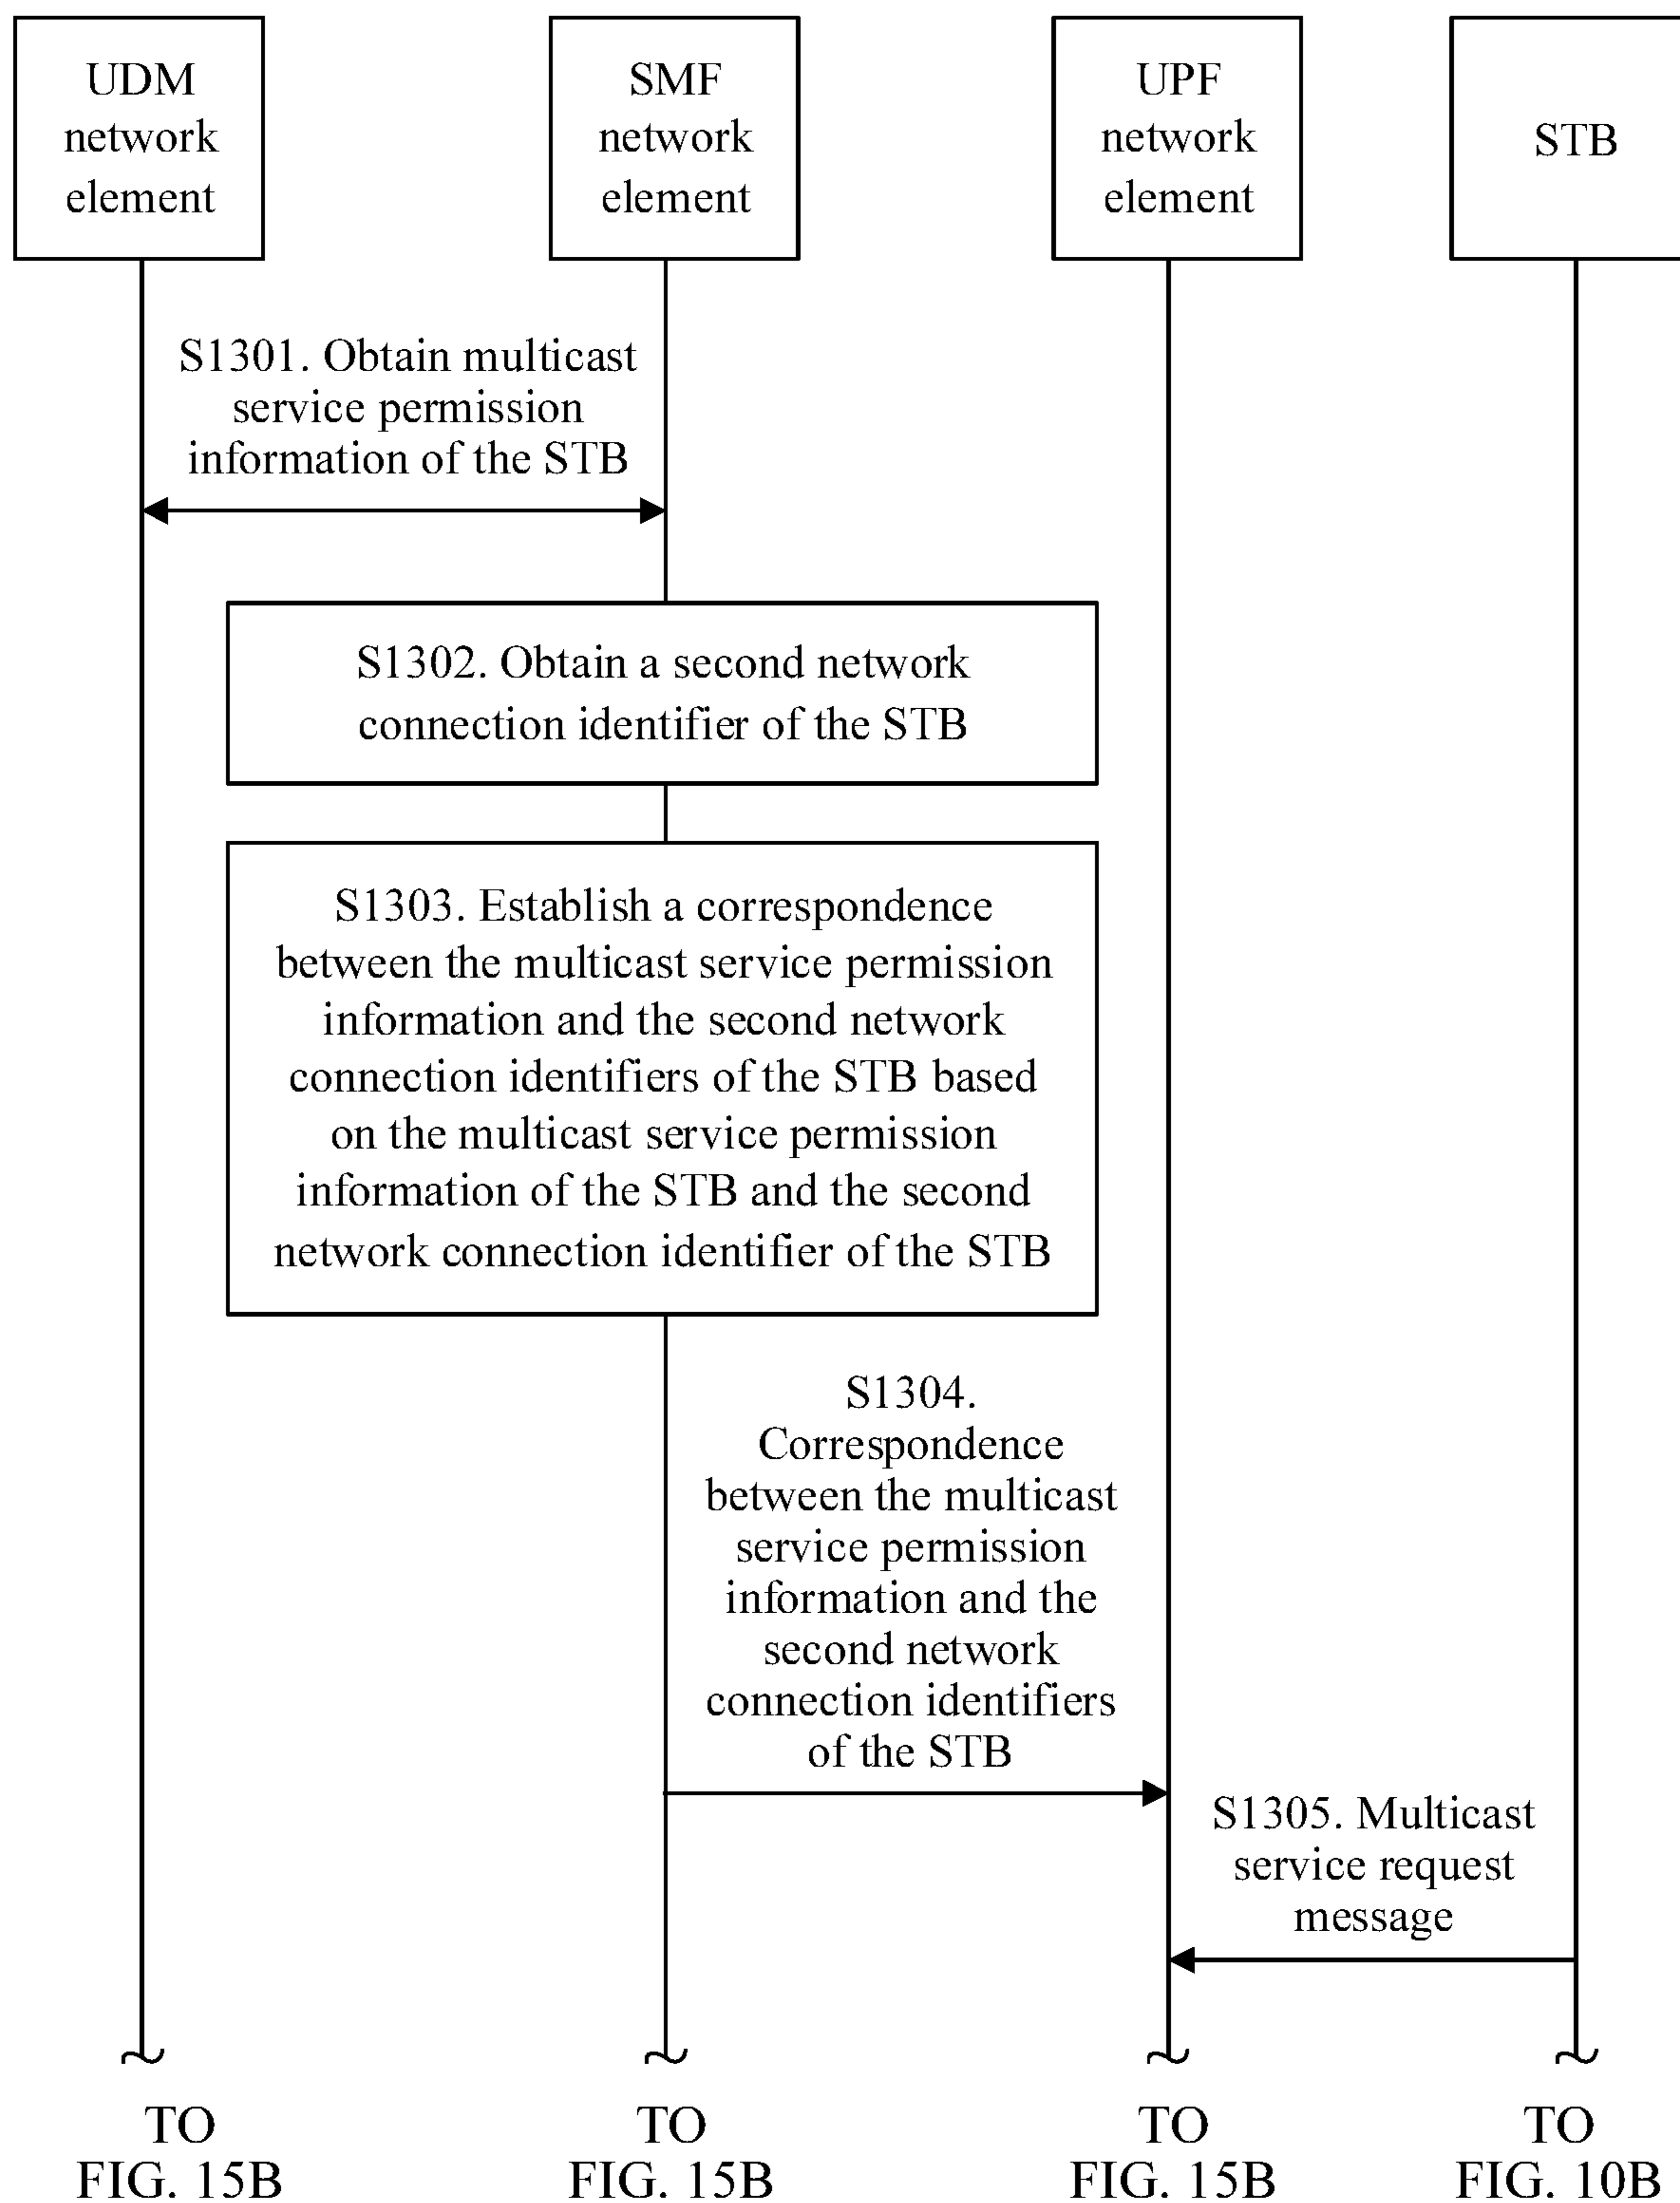 UDM
network
element
SMF
network
element
UPF
network
element
STB
S1301. Obtain multicast
service permission
information of the STB
S1302. Obtain a second network
connection identifier of the STB
S1303. Establish a correspondence
between the multicast service permission
information and the second network
connection identifiers of the STB based
on the multicast service permission
information of the STB and the second
network connection identifier of the STB
S1304.
Correspondence
between the multicast
service permission
information and the
second network
connection identifiers
of the STB
S1305. Multicast
service request
message
TO
FIG. 15B
TO
FIG. 15B
TO
FIG. 15B
TO
FIG. 10B